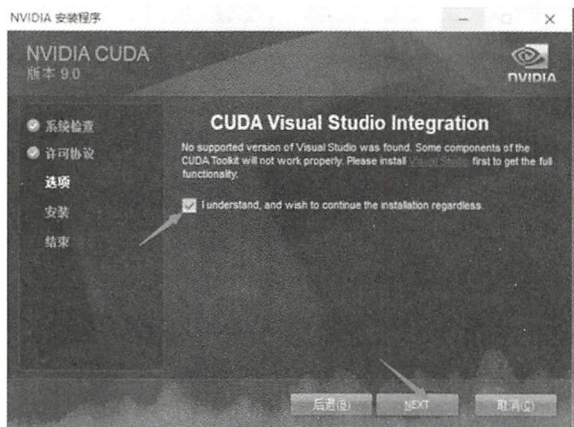 NVIDIA 安装程序
NVIDIA CUDA
版本 9.0
NVIDIA
系统检查
许可协议
选项
安装
结束
CUDA Visual Studio Integration
No supported version of Visual Studio was found. Some components of the
CUDA Toolkit will not work properly. Please install Visual Studio first to get the full
functionality.
I understand, and wish to continue the installation regardless.
后退(B)
NEXT
取消(C)